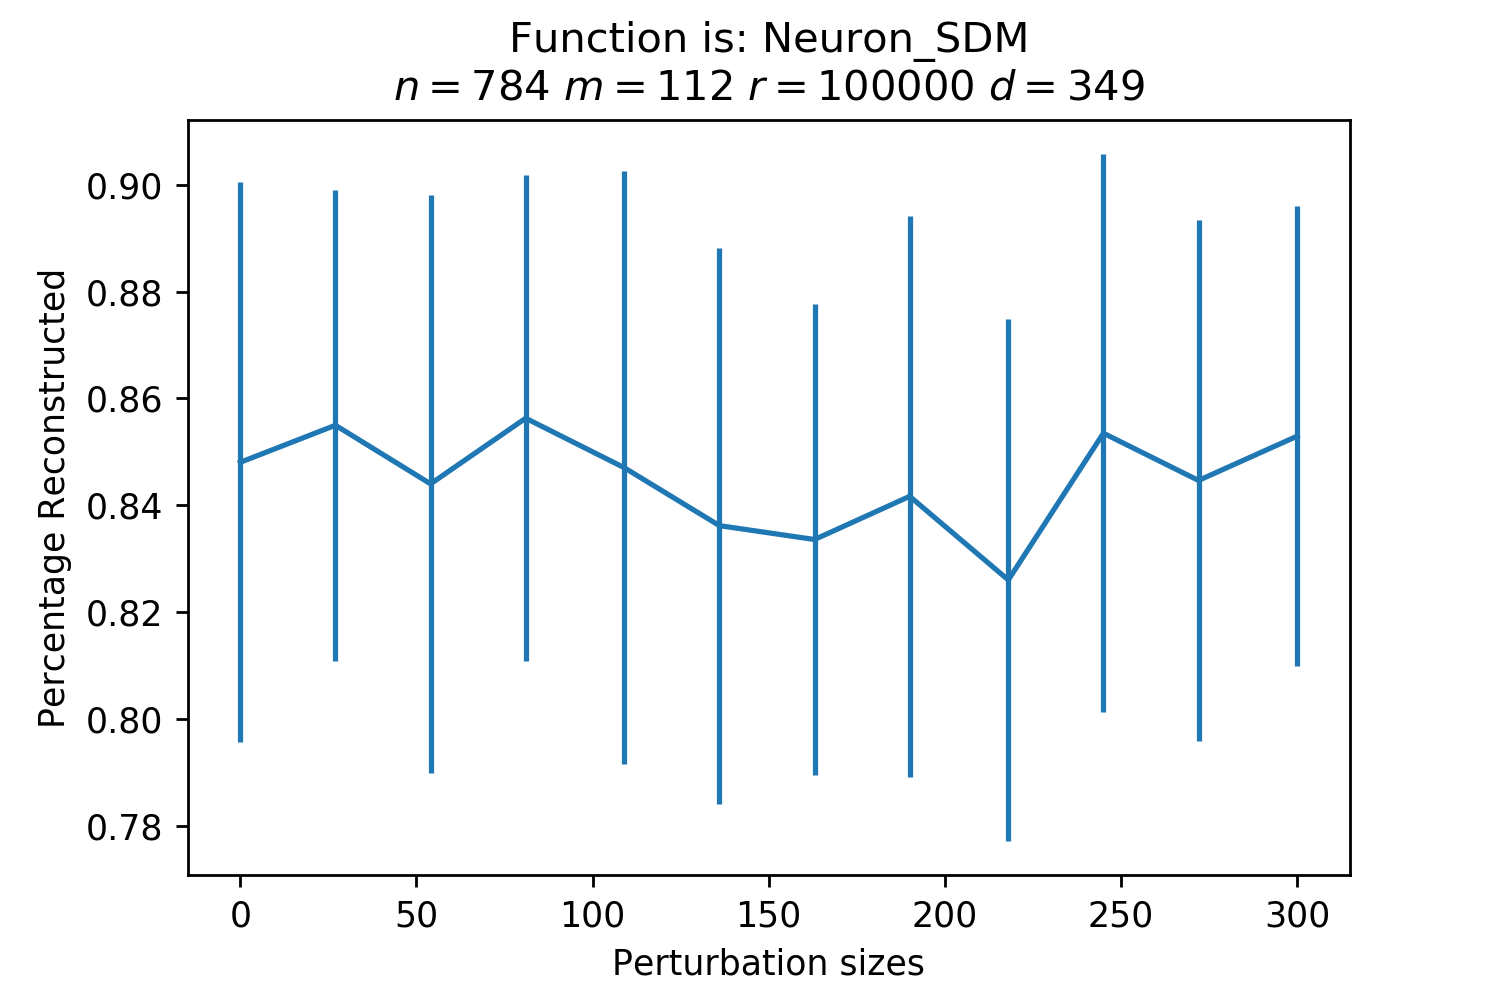 Function is: Neuron_SDM
n = 784 m = 112 r = 100000 d = 349
Percentage Reconstructed
0.90
0.88
0.86
0.84
0.82
0.80
0.78
0 50 100 150 200 250 300
Perturbation sizes